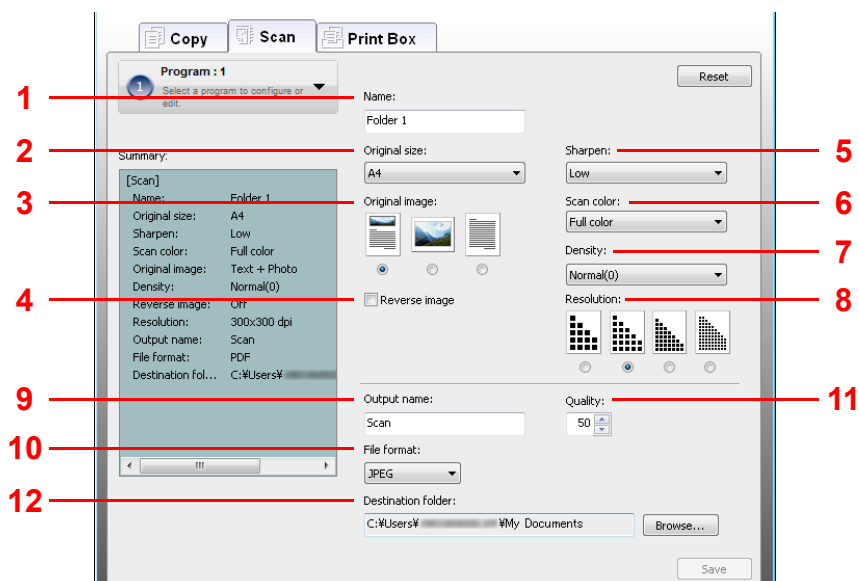 Copy Scan Print Box
Program : 1
1 Select a program to configure or
edit.
Reset
1 Name:
Folder 1
2 Original size:
A4
Sharpen: 5
Low
3 Original image:
Scan color: 6
Full color
Density: 7
Normal(0)
4 Reverse image
Resolution: 8
Summary:
[Scan]
Name: Folder 1
Original size: A4
Sharpen: Low
Scan color: Full color
Original image: Text + Photo
Density: Normal(0)
Reverse image: Off
Resolution: 300x300 dpi
Output name: Scan
File format: PDF
Destination fol... C:¥Users¥
9 Output name:
Scan
Quality: 11
50
10 File format:
JPEG
12 Destination folder:
C:¥Users¥ ¥My Documents
Browse...
Save